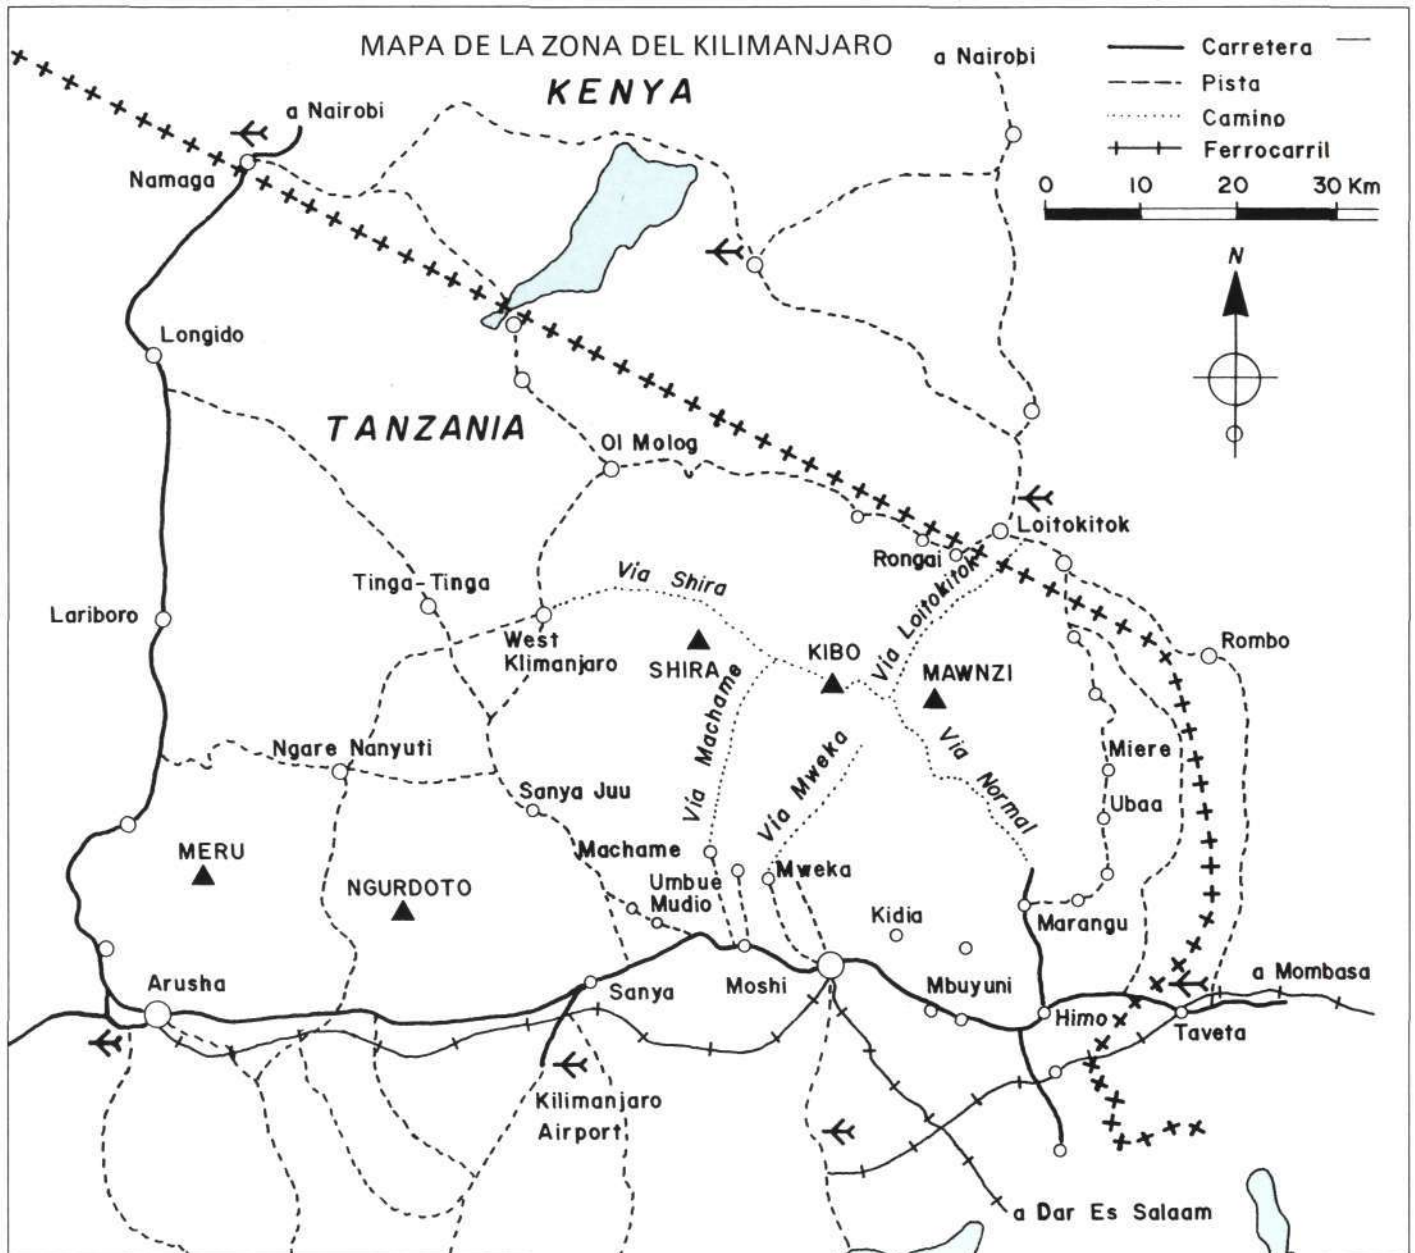 MAPA DE LA ZONA DEL KILIMANJARO
KENYA
a Nairobi
a Nairobi
Carretera
Pista
Camino
Ferrocarril
0 10 20 30 Km
N
Namaga
Longido
TANZANIA
Ol Molog
Loitokitok
Rongai
Via Loitokitok
Tinga-Tinga
Via Shira
Lariboro
West
Klimanjaro
SHIRA
KIBO
MAWNZI
Rombo
Via Machame
Via Mweka
Via Normal
Ngare Nanyuti
Miere
Sanya Juu
Ubaa
MERU
Machame
NGURDOTO
Umbue
Mudio
Mweka
Kidia
Marangu
Arusha
Sanya
Moshi
Mbuyuni
Himo
Taveta
a Mombasa
Kilimanjaro
Airport
a Dar Es Salaam